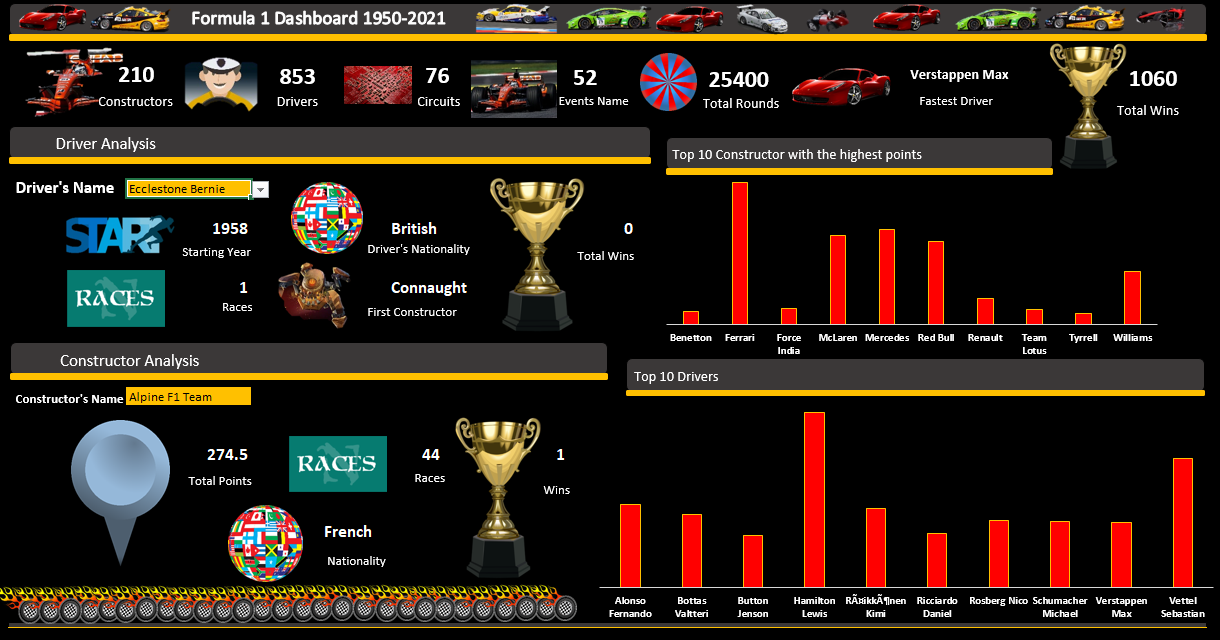 Formula 1 Dashboard 1950-2021
210
Constructors
853
Drivers
76
Circuits
52
Events Name
25400
Total Rounds
Verstappen Max
Fastest Driver
1060
Total Wins
Driver Analysis
Driver's Name
Ecclestone Bernie
START
1958
Starting Year
British
Driver's Nationality
0
Total Wins
RACES
1
Races
Connaught
First Constructor
Top 10 Constructor with the highest points
Benetton
Ferrari
Force
India
McLaren
Mercedes
Red Bull
Renault
Team
Lotus
Tyrrell
Williams
Constructor Analysis
Constructor's Name
Alpine F1 Team
274.5
Total Points
RACES
44
Races
1
Wins
French
Nationality
Top 10 Drivers
Alonso
Fernando
Bottas
Valtteri
Button
Jenson
Hamilton
Lewis
RÃ¤ikkÃ¶nen
Kimi
Ricciardo
Daniel
Rosberg Nico
Schumacher
Michael
Verstappen
Max
Vettel
Sebastian